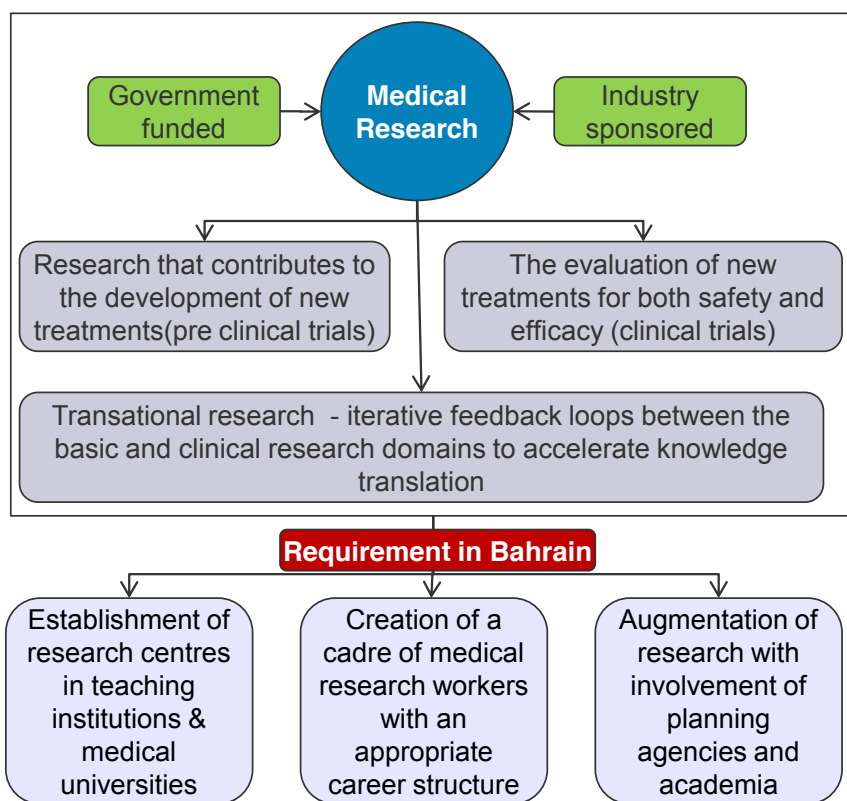 Government
funded
Medical
Research
Industry
sponsored
Research that contributes to
the development of new
treatments(pre clinical trials)
The evaluation of new
treatments for both safety and
efficacy (clinical trials)
Transational research - iterative feedback loops between the
basic and clinical research domains to accelerate knowledge
translation
Requirement in Bahrain
Establishment of
research centres
in teaching
institutions &
medical
universities
Creation of a
cadre of medical
research workers
with an
appropriate
career structure
Augmentation of
research with
involvement of
planning
agencies and
academia